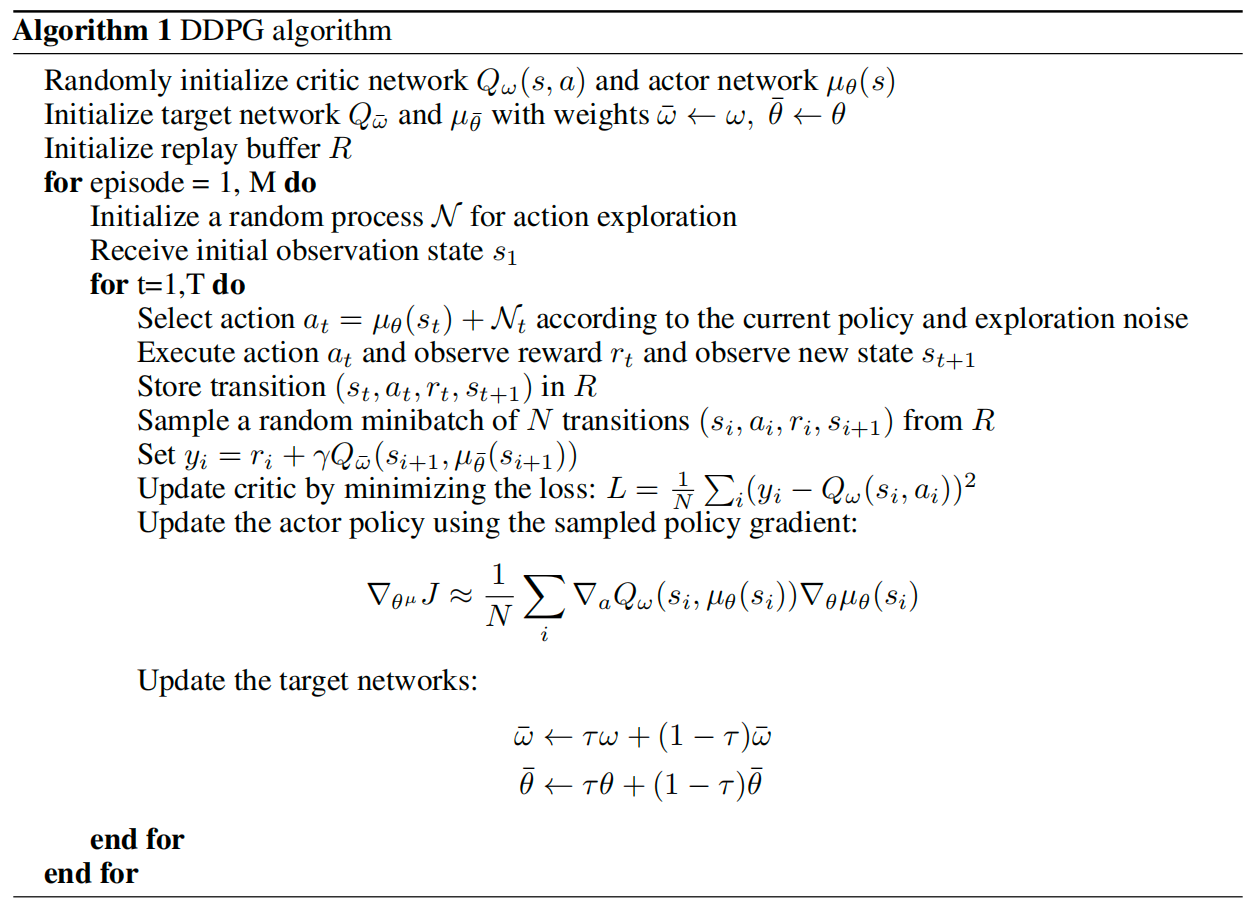 Algorithm 1 DDPG algorithm
Randomly initialize critic network $Q_\omega(s, a)$ and actor network $\mu_\theta(s)$
Initialize target network $Q_{\bar{\omega}}$ and $\mu_{\bar{\theta}}$ with weights $\bar{\omega} \leftarrow \omega, \bar{\theta} \leftarrow \theta$
Initialize replay buffer $R$
for episode = 1, M do
Initialize a random process $\mathcal{N}$ for action exploration
Receive initial observation state $s_1$
for t=1,T do
Select action $a_t = \mu_\theta(s_t) + \mathcal{N}_t$ according to the current policy and exploration noise
Execute action $a_t$ and observe reward $r_t$ and observe new state $s_{t+1}$
Store transition $(s_t, a_t, r_t, s_{t+1})$ in $R$
Sample a random minibatch of $N$ transitions $(s_i, a_i, r_i, s_{i+1})$ from $R$
Set $y_i = r_i + \gamma Q_{\bar{\omega}}(s_{i+1}, \mu_{\bar{\theta}}(s_{i+1}))$
Update critic by minimizing the loss: $L = \frac{1}{N} \sum_i (y_i - Q_\omega(s_i, a_i))^2$
Update the actor policy using the sampled policy gradient:
$\nabla_{\theta^\mu} J \approx \frac{1}{N} \sum_i \nabla_a Q_\omega(s_i, \mu_\theta(s_i)) \nabla_\theta \mu_\theta(s_i)$
Update the target networks:
$\bar{\omega} \leftarrow \tau\omega + (1 - \tau)\bar{\omega}$
$\bar{\theta} \leftarrow \tau\theta + (1 - \tau)\bar{\theta}$
end for
end for